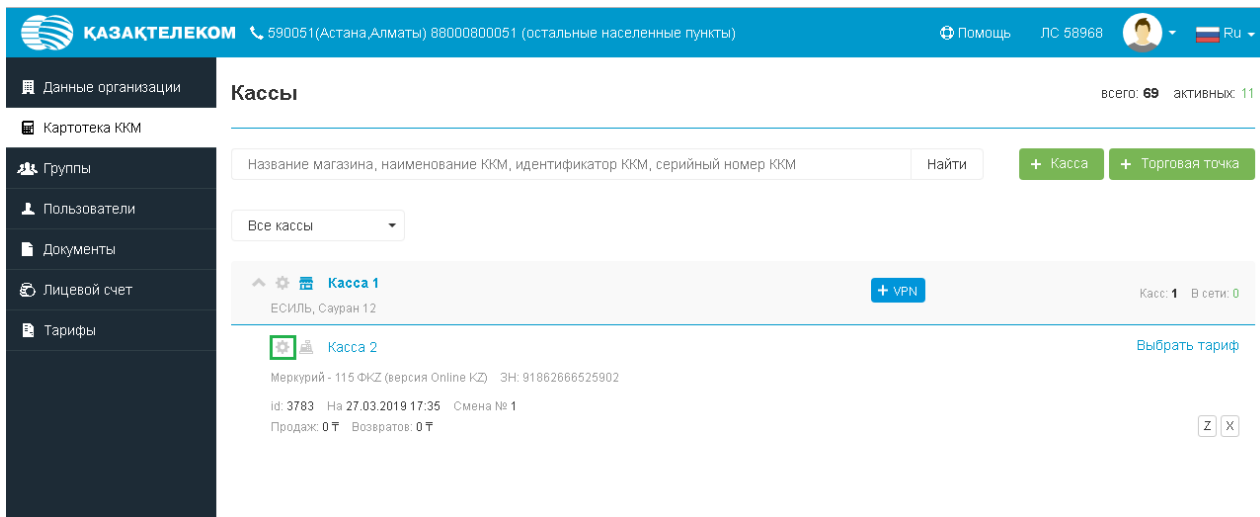 ҚАЗАҚТЕЛЕКОМ 590051(Астана,Алматы) 88000800051 (остальные населенные пункты) Помощь ЛС 58968 Ru
Данные организации
Картотека ККМ
Группы
Пользователи
Документы
Лицевой счет
Тарифы
Кассы всего: 69 активных: 11
Название магазина, наименование ККМ, идентификатор ККМ, серийный номер ККМ Найти + Касса + Торговая точка
Все кассы
Касса 1 + VPN Касс: 1 В сети: 0
ЕСИЛЬ, Сауран 12
Касса 2 Выбрать тариф
Меркурий - 115 ФKZ (версия Online KZ) ЗН: 91862666525902
id: 3783 На 27.03.2019 17:35 Смена № 1
Продаж: 0 ₸ Возвратов: 0 ₸ Z X